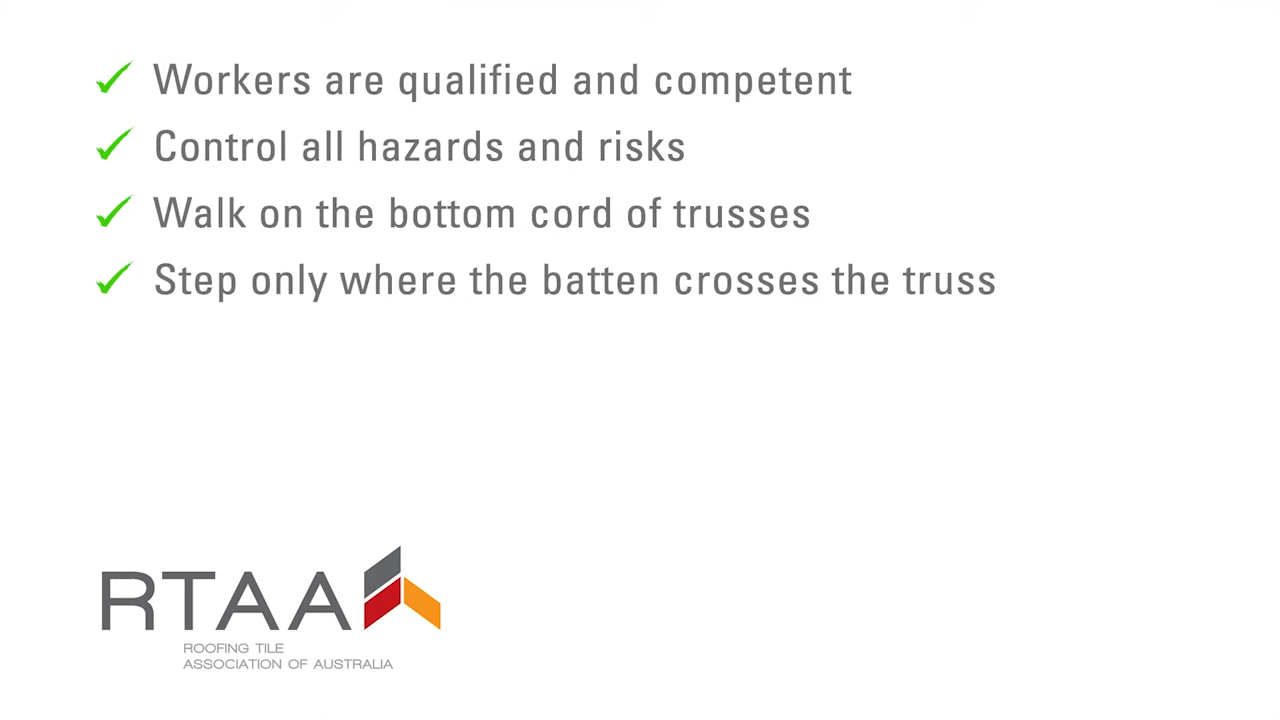 Workers are qualified and competent
Control all hazards and risks
Walk on the bottom cord of trusses
Step only where the batten crosses the truss
RTAA
ROOFING TILE
ASSOCIATION OF AUSTRALIA